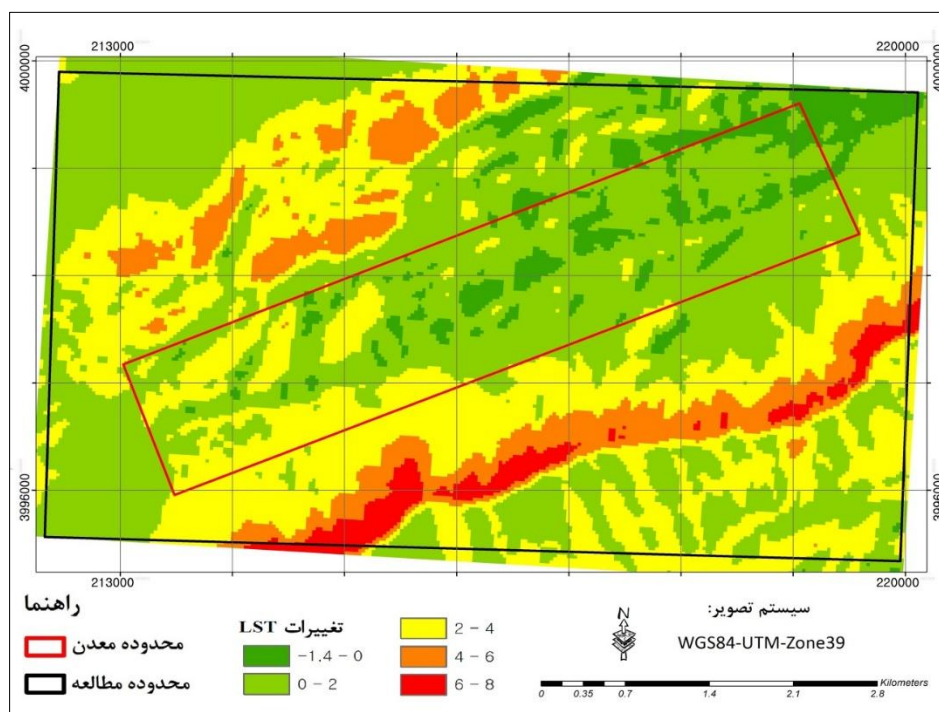 213000
220000
4000000
4000000
3996000
3996000
213000
220000
راهنما
محدوده معدن
محدوده مطالعه
تغییرات LST
-1.4 - 0
0 - 2
2 - 4
4 - 6
6 - 8
N
سیستم تصویر:
WGS84-UTM-Zone39
Kilometers
0 0.35 0.7 1.4 2.1 2.8